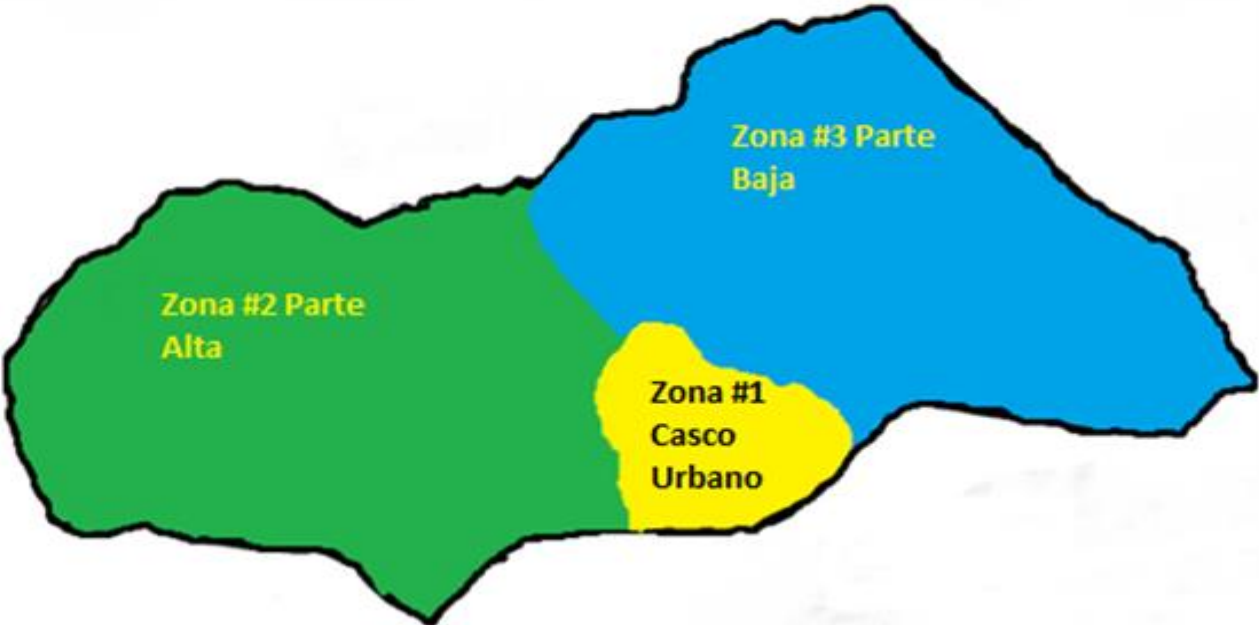 Zona #3 Parte
Baja
Zona #2 Parte
Alta
Zona #1
Casco
Urbano